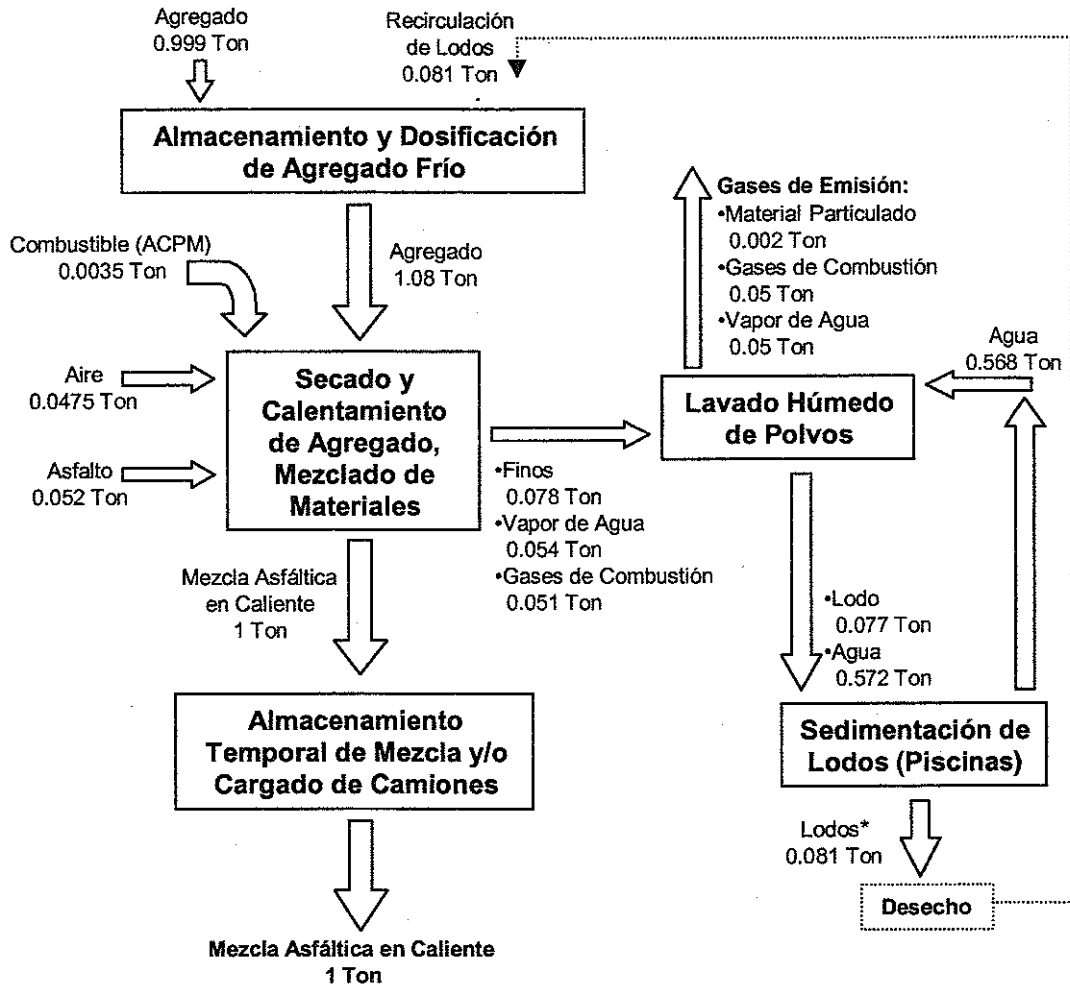 Agregado
0.999 Ton
Recirculación
de Lodos
0.081 Ton
Almacenamiento y Dosificación
de Agregado Frío
Combustible (ACPM)
0.0035 Ton
Agregado
1.08 Ton
Gases de Emisión:
•Material Particulado
0.002 Ton
•Gases de Combustión
0.05 Ton
•Vapor de Agua
0.05 Ton
Agua
0.568 Ton
Aire
0.0475 Ton
Asfalto
0.052 Ton
Secado y
Calentamiento
de Agregado,
Mezclado de
Materiales
Lavado Húmedo
de Polvos
•Finos
0.078 Ton
•Vapor de Agua
0.054 Ton
•Gases de Combustión
0.051 Ton
Mezcla Asfáltica
en Caliente
1 Ton
•Lodo
0.077 Ton
•Agua
0.572 Ton
Almacenamiento
Temporal de Mezcla y/o
Cargado de Camiones
Sedimentación de
Lodos (Piscinas)
Lodos*
0.081 Ton
Desecho
Mezcla Asfáltica en Caliente
1 Ton